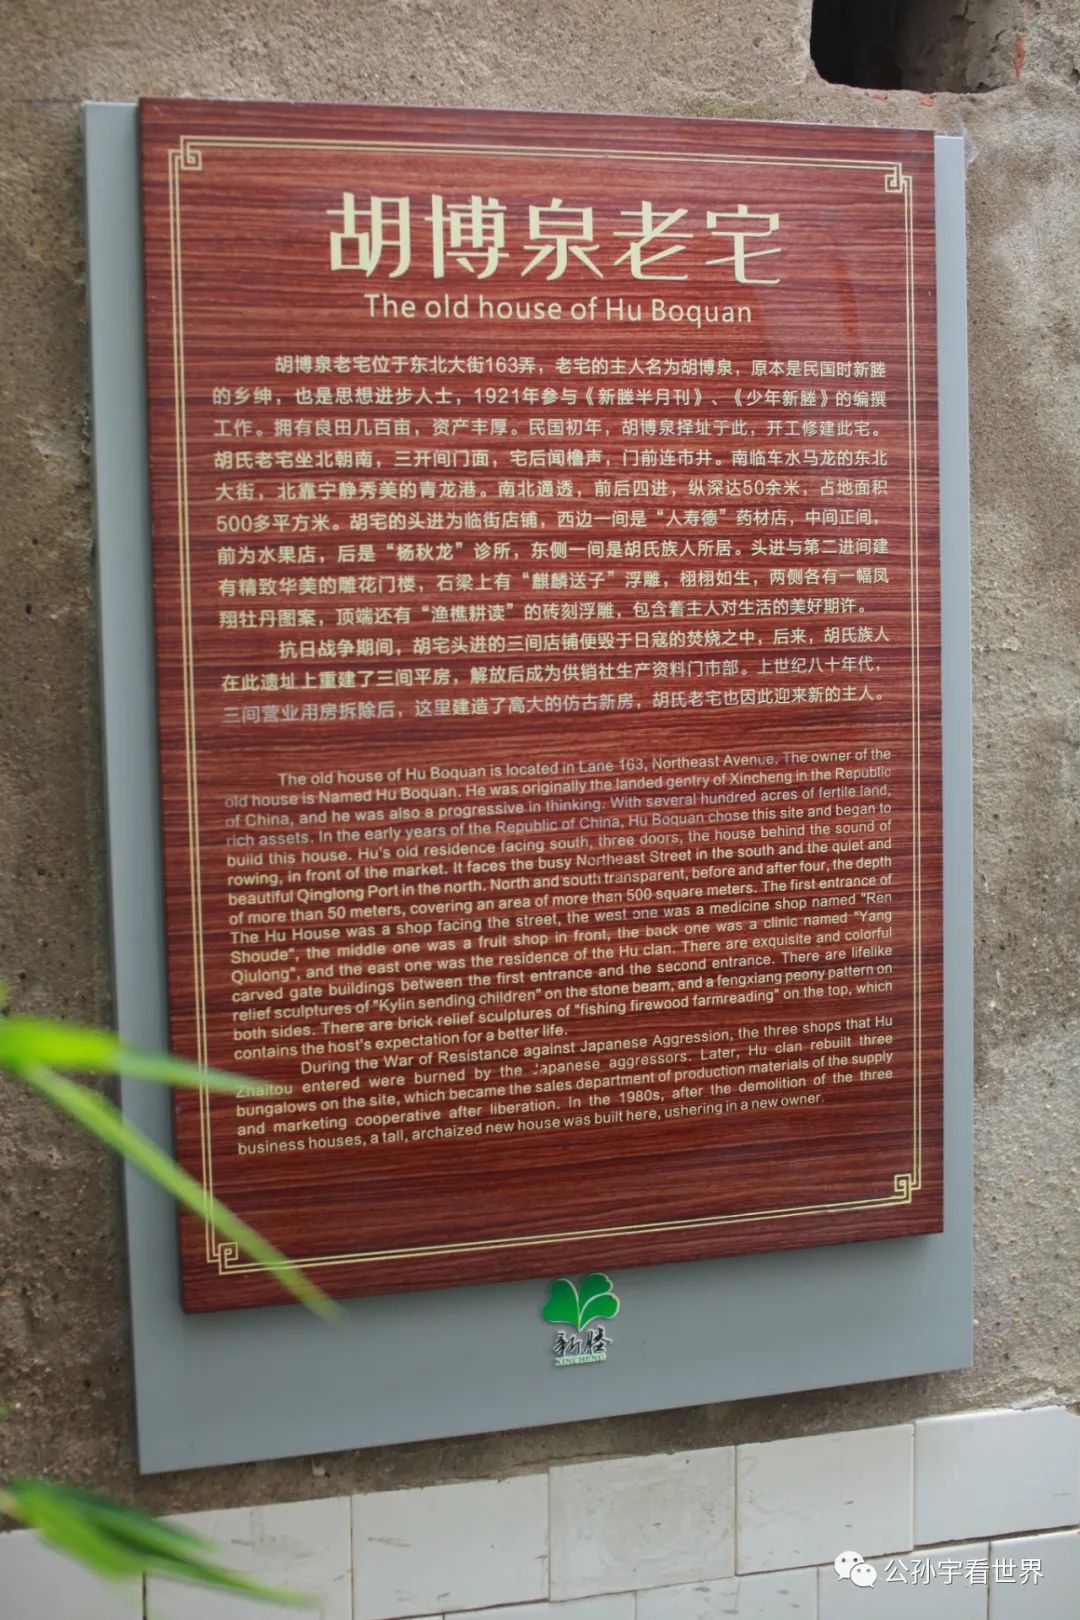 胡博泉老宅
The old house of Hu Boquan
胡博泉老宅位于东北大街163弄，老宅的主人名为胡博泉，原本是民国时新塍
的乡绅，也是思想进步人士，1921年参与《新塍半月刊》、《少年新塍》的编撰
工作。拥有良田几百亩，资产丰厚。民国初年，胡博泉择址于此，开工修建此宅。
胡氏老宅坐北朝南，三开间门面，宅后闻橹声，门前连市井。南临车水马龙的东北
大街，北靠宁静秀美的青龙港。南北通透，前后四进，纵深达50余米，占地面积
500多平方米。胡宅的头进为临街店铺，西边一间是“人寿德”药材店，中间正间，
前为水果店，后是“杨秋龙”诊所，东侧一间是胡氏族人所居。头进与第二进间建
有精致华美的雕花门楼，石梁上有“麒麟送子”浮雕，栩栩如生，两侧各有一幅凤
翔牡丹图案，顶端还有“渔樵耕读”的砖刻浮雕，包含着主人对生活的美好期许。
抗日战争期间，胡宅头进的三间店铺便毁于日寇的焚烧之中，后来，胡氏族人
在此遗址上重建了三间平房，解放后成为供销社生产资料门市部。上世纪八十年代，
三间营业用房拆除后，这里建造了高大的仿古新房，胡氏老宅也因此迎来新的主人。
The old house of Hu Boquan is located in Lane 163, Northeast Avenue. The owner of the
old house is Named Hu Boquan. He was originally the landed gentry of Xincheng in the Republic
of China, and he was also a progressive in thinking. With several hundred acres of fertile land,
rich assets. In the early years of the Republic of China, Hu Boquan chose this site and began to
build this house. Hu's old residence facing south, three doors, the house behind the sound of
rowing, in front of the market. It faces the busy Northeast Street in the south and the quiet and
beautiful Qinglong Port in the north. North and south transparent, before and after four, the depth
of more than 50 meters, covering an area of more than 500 square meters. The first entrance of
The Hu House was a shop facing the street, the west one was a medicine shop named "Ren
Shoude", the middle one was a fruit shop in front, the back one was a clinic named "Yang
Qiulong", and the east one was the residence of the Hu clan. There are exquisite and colorful
carved gate buildings between the first entrance and the second entrance. There are lifelike
relief sculptures of "Kylin sending children" on the stone beam, and a fengxiang peony pattern on
both sides. There are brick relief sculptures of "fishing firewood farmreading" on the top, which
contains the host's expectation for a better life.
During the War of Resistance against Japanese Aggression, the three shops that Hu
Zhaitou entered were burned by the Japanese aggressors. Later, Hu clan rebuilt three
bungalows on the site, which became the sales department of production materials of the supply
and marketing cooperative after liberation. In the 1980s, after the demolition of the three
business houses, a tall, archaized new house was built here, ushering in a new owner.
新塍
XINCHENG
公孙宇看世界